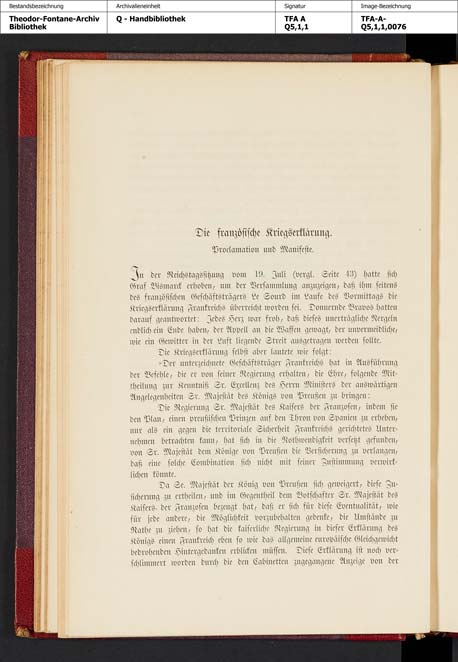 Bestandsbezeichnung
Theodor-Fontane-Archiv
Bibliothek
Archivalieneinheit
Q - Handbibliothek
Signatur
TFA A
Q5,1,1
Image-Bezeichnung
TFA-A-
Q5,1,1,0076
Die französische Kriegserklärung.
Proclamation und Manifeste.
In der Reichstagssitzung vom 19. Juli (vergl. Seite 43) hatte sich
Graf Bismarck erhoben, um der Versammlung anzuzeigen, daß ihm seitens
des französischen Geschäftsträgers Le Sourd im Laufe des Vormittags die
Kriegserklärung Frankreichs überreicht worden sei. Donnernde Bravos hatten
darauf geantwortet: Jedes Herz war froh, daß dieses unerträgliche Nergeln
endlich ein Ende haben, der Appell an die Waffen gewagt, der unvermeidliche,
wie ein Gewitter in der Luft liegende Streit ausgetragen werden sollte.
Die Kriegserklärung selbst aber lautete wie folgt:
»Der unterzeichnete Geschäftsträger Frankreichs hat in Ausführung
der Befehle, die er von seiner Regierung erhalten, die Ehre, folgende Mit-
theilung zur Kenntniß Sr. Exzellenz des Herrn Ministers der auswärtigen
Angelegenheiten Sr. Majestät des Königs von Preußen zu bringen:
Die Regierung Sr. Majestät des Kaisers der Franzosen, indem sie
den Plan, einen preußischen Prinzen auf den Thron von Spanien zu erheben,
nur als ein gegen die territoriale Sicherheit Frankreichs gerichtetes Unter-
nehmen betrachten kann, hat sich in die Nothwendigkeit versetzt gefunden,
von Sr. Majestät dem Könige von Preußen die Versicherung zu verlangen,
daß eine solche Combination sich nicht mit seiner Zustimmung verwirk-
lichen könnte.
Da Se. Majestät der König von Preußen sich geweigert, diese Zu-
sicherung zu ertheilen, und im Gegentheil dem Botschafter Sr. Majestät des
Kaisers der Franzosen bezeugt hat, daß er sich für diese Eventualität, wie
für jede andere, die Möglichkeit vorzubehalten gedenke, die Umstände zu
Rathe zu ziehen, so hat die kaiserliche Regierung in dieser Erklärung des
Königs einen Frankreich eben so wie das allgemeine europäische Gleichgewicht
bedrohenden Hintergedanken erblicken müssen. Diese Erklärung ist noch ver-
schlimmert worden durch die den Cabinetten zugegangene Anzeige von der